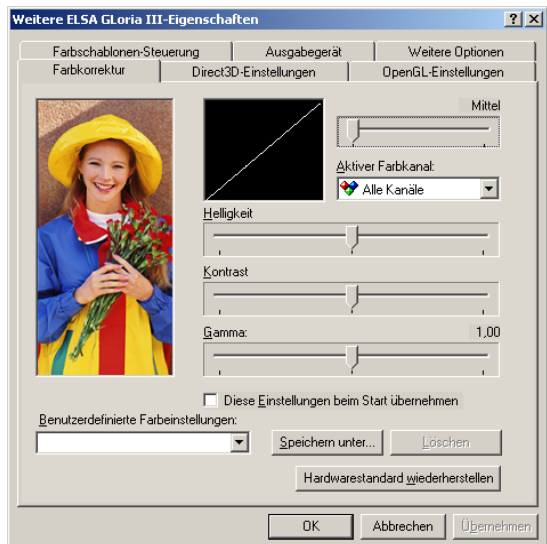 Weitere ELSA GLoria III-Eigenschaften
Farbschablonen-Steuerung
Ausgabegerät
Weitere Optionen
Farbkorrektur
Direct3D-Einstellungen
OpenGL-Einstellungen
Mittel
Aktiver Farbkanal:
Alle Kanäle
Helligkeit
Kontrast
Gamma: 1,00
Diese Einstellungen beim Start übernehmen
Benutzerdefinierte Farbeinstellungen:
Speichern unter...
Löschen
Hardwarestandard wiederherstellen
OK
Abbrechen
Übernehmen